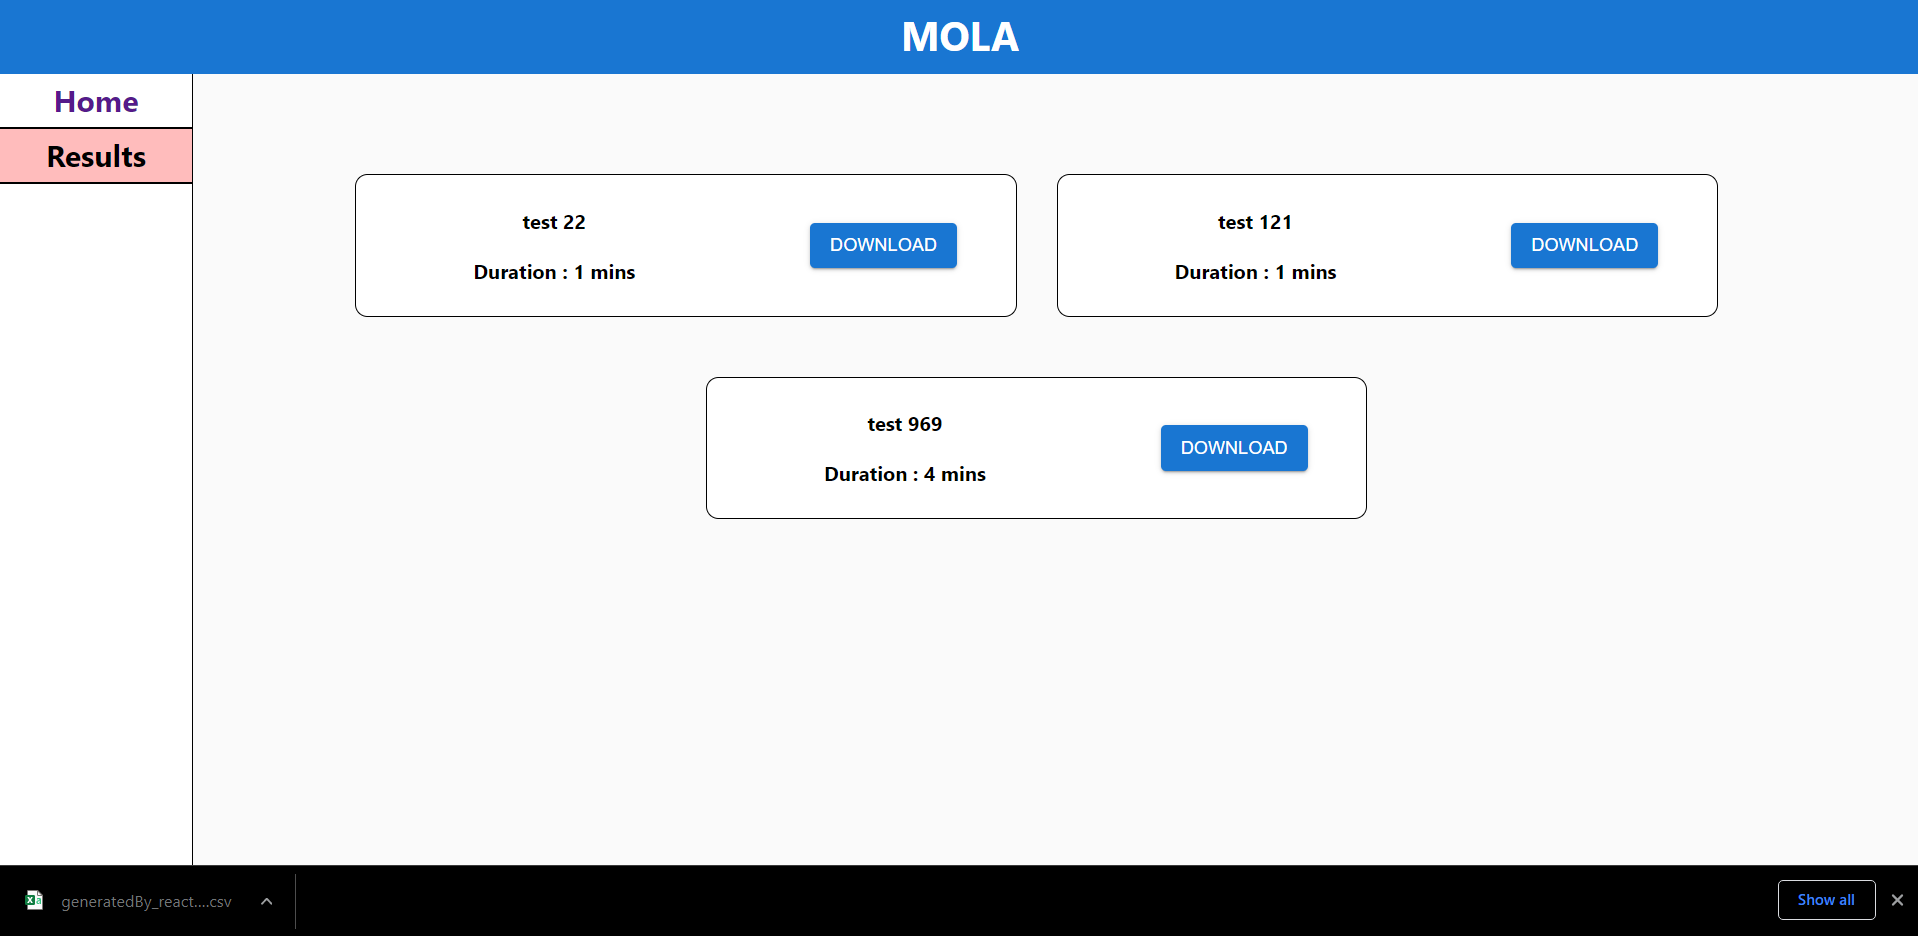 MOLA
Home
Results
test 22
Duration : 1 mins
DOWNLOAD
test 121
Duration : 1 mins
DOWNLOAD
test 969
Duration : 4 mins
DOWNLOAD
generatedBy_react....csv
Show all